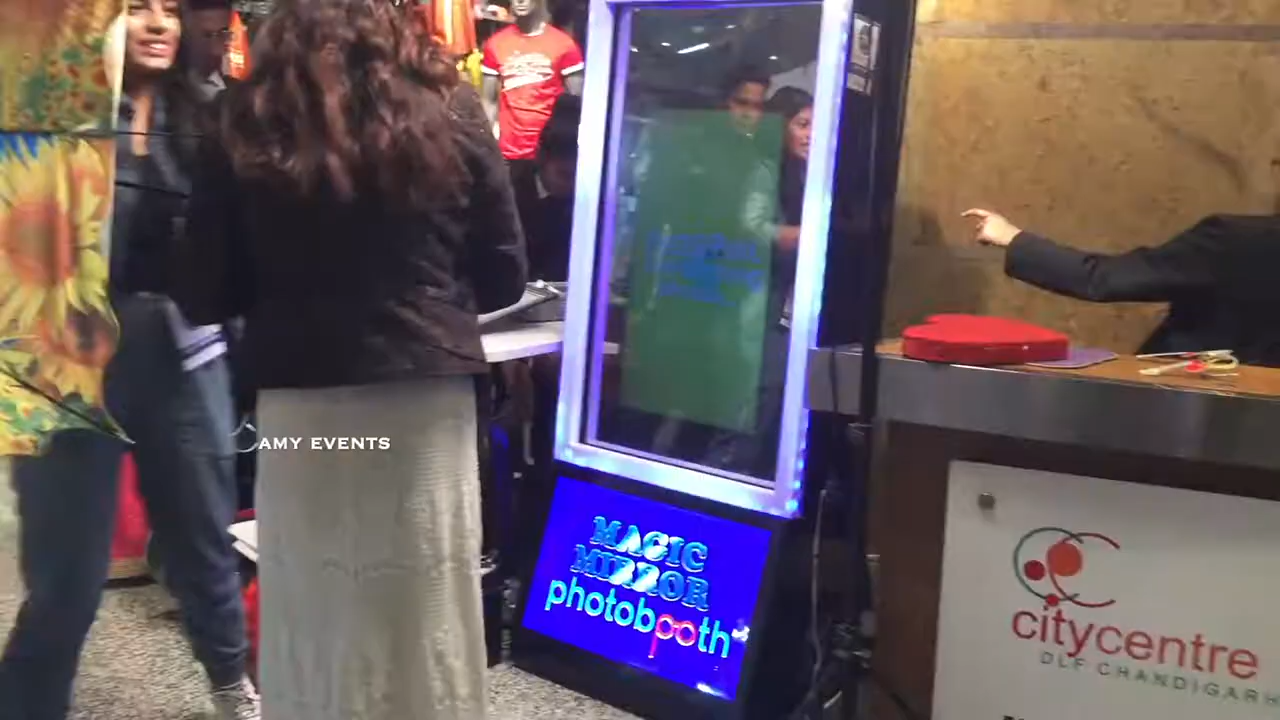 AMY EVENTS
MAGIC
MIRROR
photobooth
citycentre
DLF CHANDIGARH